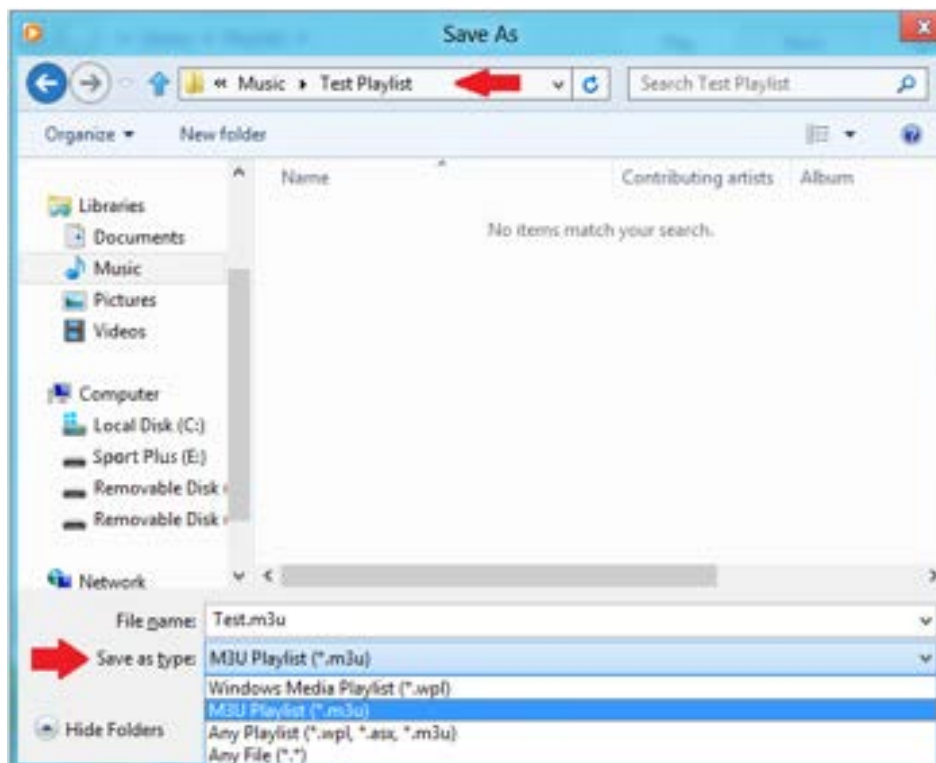 Save As
« Music ▸ Test Playlist
Search Test Playlist
Organize
New folder
Name
Contributing artists
Album
No items match your search.
Libraries
Documents
Music
Pictures
Videos
Computer
Local Disk (C:)
Sport Plus (E:)
Removable Disk
Removable Disk
Network
File name: Test.m3u
Save as type: M3U Playlist (*.m3u)
Windows Media Playlist (*.wpl)
M3U Playlist (*.m3u)
Any Playlist (*.wpl, *.asx, *.m3u)
Any File (*.*)
Hide Folders